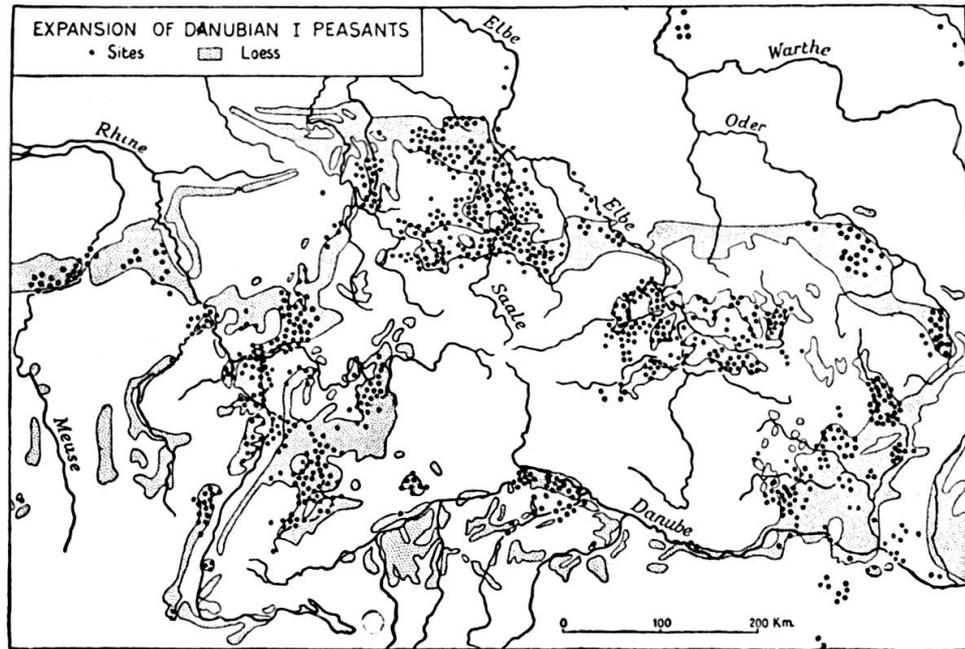 EXPANSION OF DANUBIAN I PEASANTS
• Sites Loess
Elbe
Warthe
Oder
Rhine
Elbe
Saale
Meuse
Danube
0 100 200 Km.